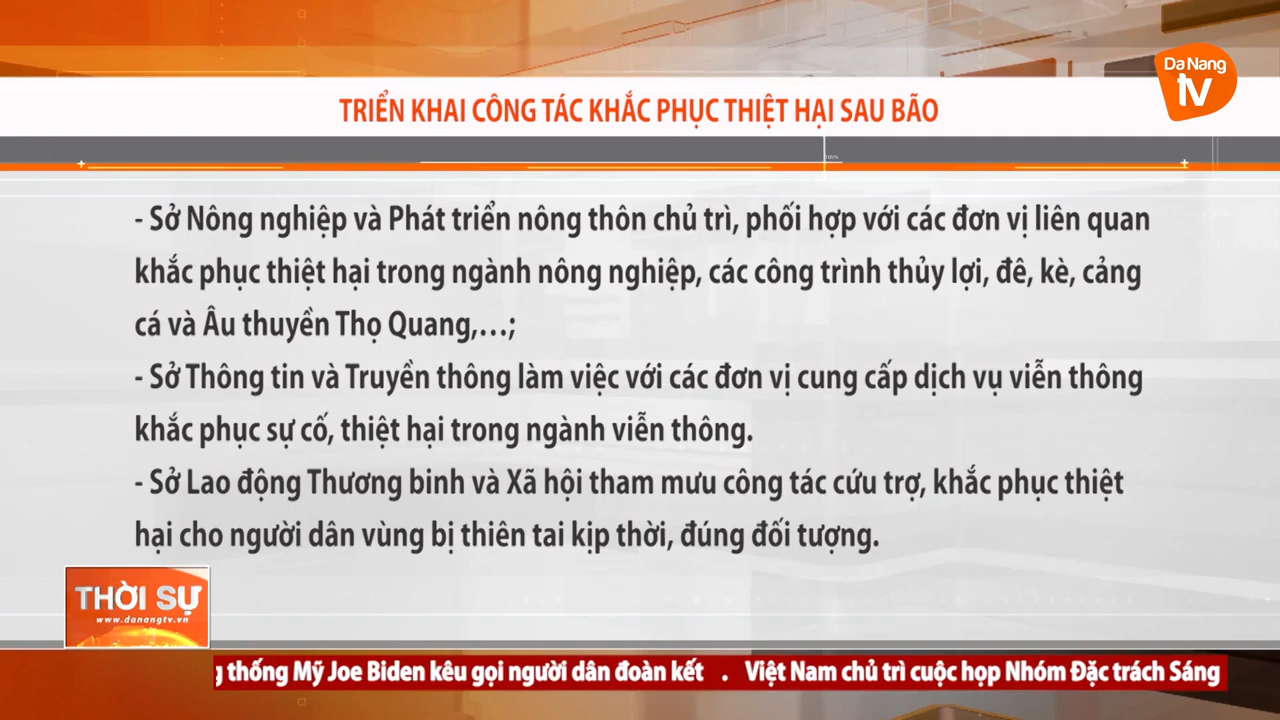 Da Nang
tv
TRIỂN KHAI CÔNG TÁC KHẮC PHỤC THIỆT HẠI SAU BÃO
100%
- Sở Nông nghiệp và Phát triển nông thôn chủ trì, phối hợp với các đơn vị liên quan
khắc phục thiệt hại trong ngành nông nghiệp, các công trình thủy lợi, đê, kè, cảng
cá và Âu thuyền Thọ Quang,...;
- Sở Thông tin và Truyền thông làm việc với các đơn vị cung cấp dịch vụ viễn thông
khắc phục sự cố, thiệt hại trong ngành viễn thông.
- Sở Lao động Thương binh và Xã hội tham mưu công tác cứu trợ, khắc phục thiệt
hại cho người dân vùng bị thiên tai kịp thời, đúng đối tượng.
THỜI SỰ
www.danangtv.vn
g thống Mỹ Joe Biden kêu gọi người dân đoàn kết . Việt Nam chủ trì cuộc họp Nhóm Đặc trách Sáng